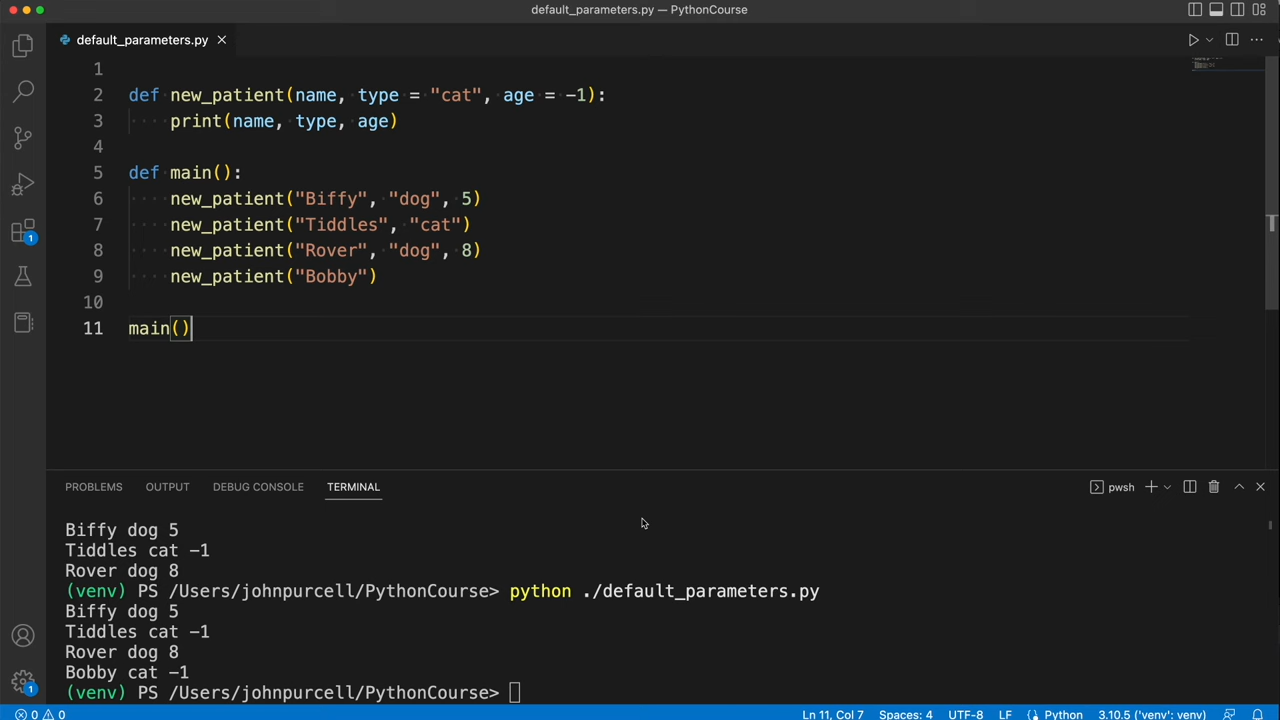 default_parameters.py — PythonCourse
default_parameters.py
1
2 def new_patient(name, type = "cat", age = -1):
3 print(name, type, age)
4
5 def main():
6 new_patient("Biffy", "dog", 5)
7 new_patient("Tiddles", "cat")
8 new_patient("Rover", "dog", 8)
9 new_patient("Bobby")
10
11 main()
1
PROBLEMS OUTPUT DEBUG CONSOLE TERMINAL pwsh
Biffy dog 5
Tiddles cat -1
Rover dog 8
(venv) PS /Users/johnpurcell/PythonCourse> python ./default_parameters.py
Biffy dog 5
Tiddles cat -1
Rover dog 8
Bobby cat -1
(venv) PS /Users/johnpurcell/PythonCourse>
1
0 0 Ln 11, Col 7 Spaces: 4 UTF-8 LF Python 3.10.5 ('venv': venv)